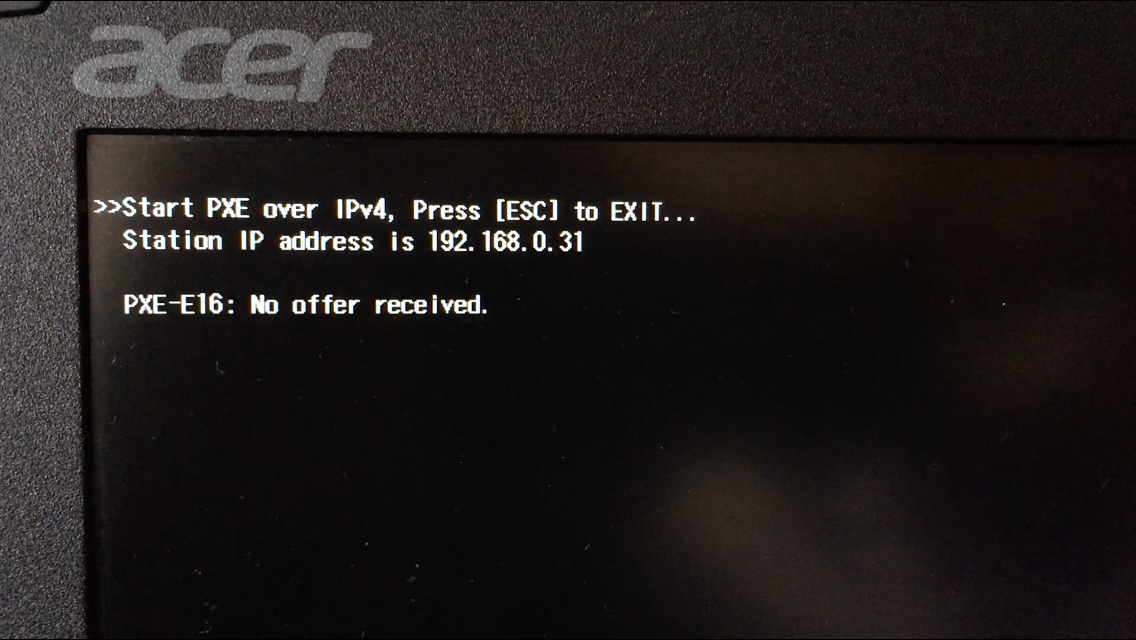 acer
>>Start PXE over IPv4, Press [ESC] to EXIT...
Station IP address is 192.168.0.31
PXE-E16: No offer received.